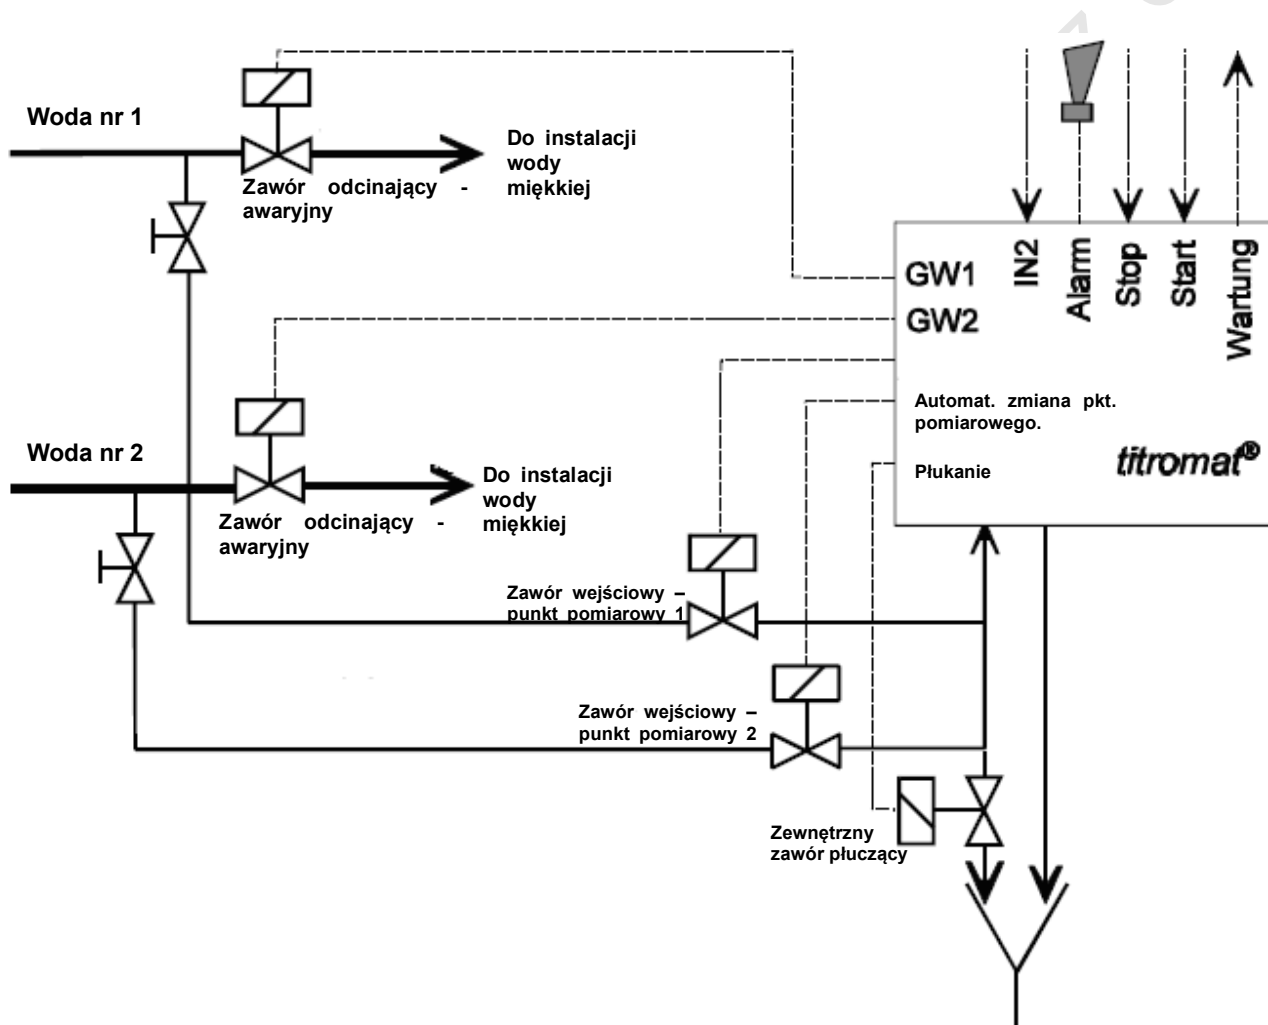 Woda nr 1
Do instalacji
wody
miękkiej
Zawór odcinający -
awaryjny
GW1
GW2
IN2
Alarm
Stop
Start
Wartung
Automat. zmiana pkt.
pomiarowego.
titromat®
Płukanie
Woda nr 2
Do instalacji
wody
miękkiej
Zawór odcinający -
awaryjny
Zawór wejściowy –
punkt pomiarowy 1
Zawór wejściowy –
punkt pomiarowy 2
Zewnętrzny
zawór płuczący